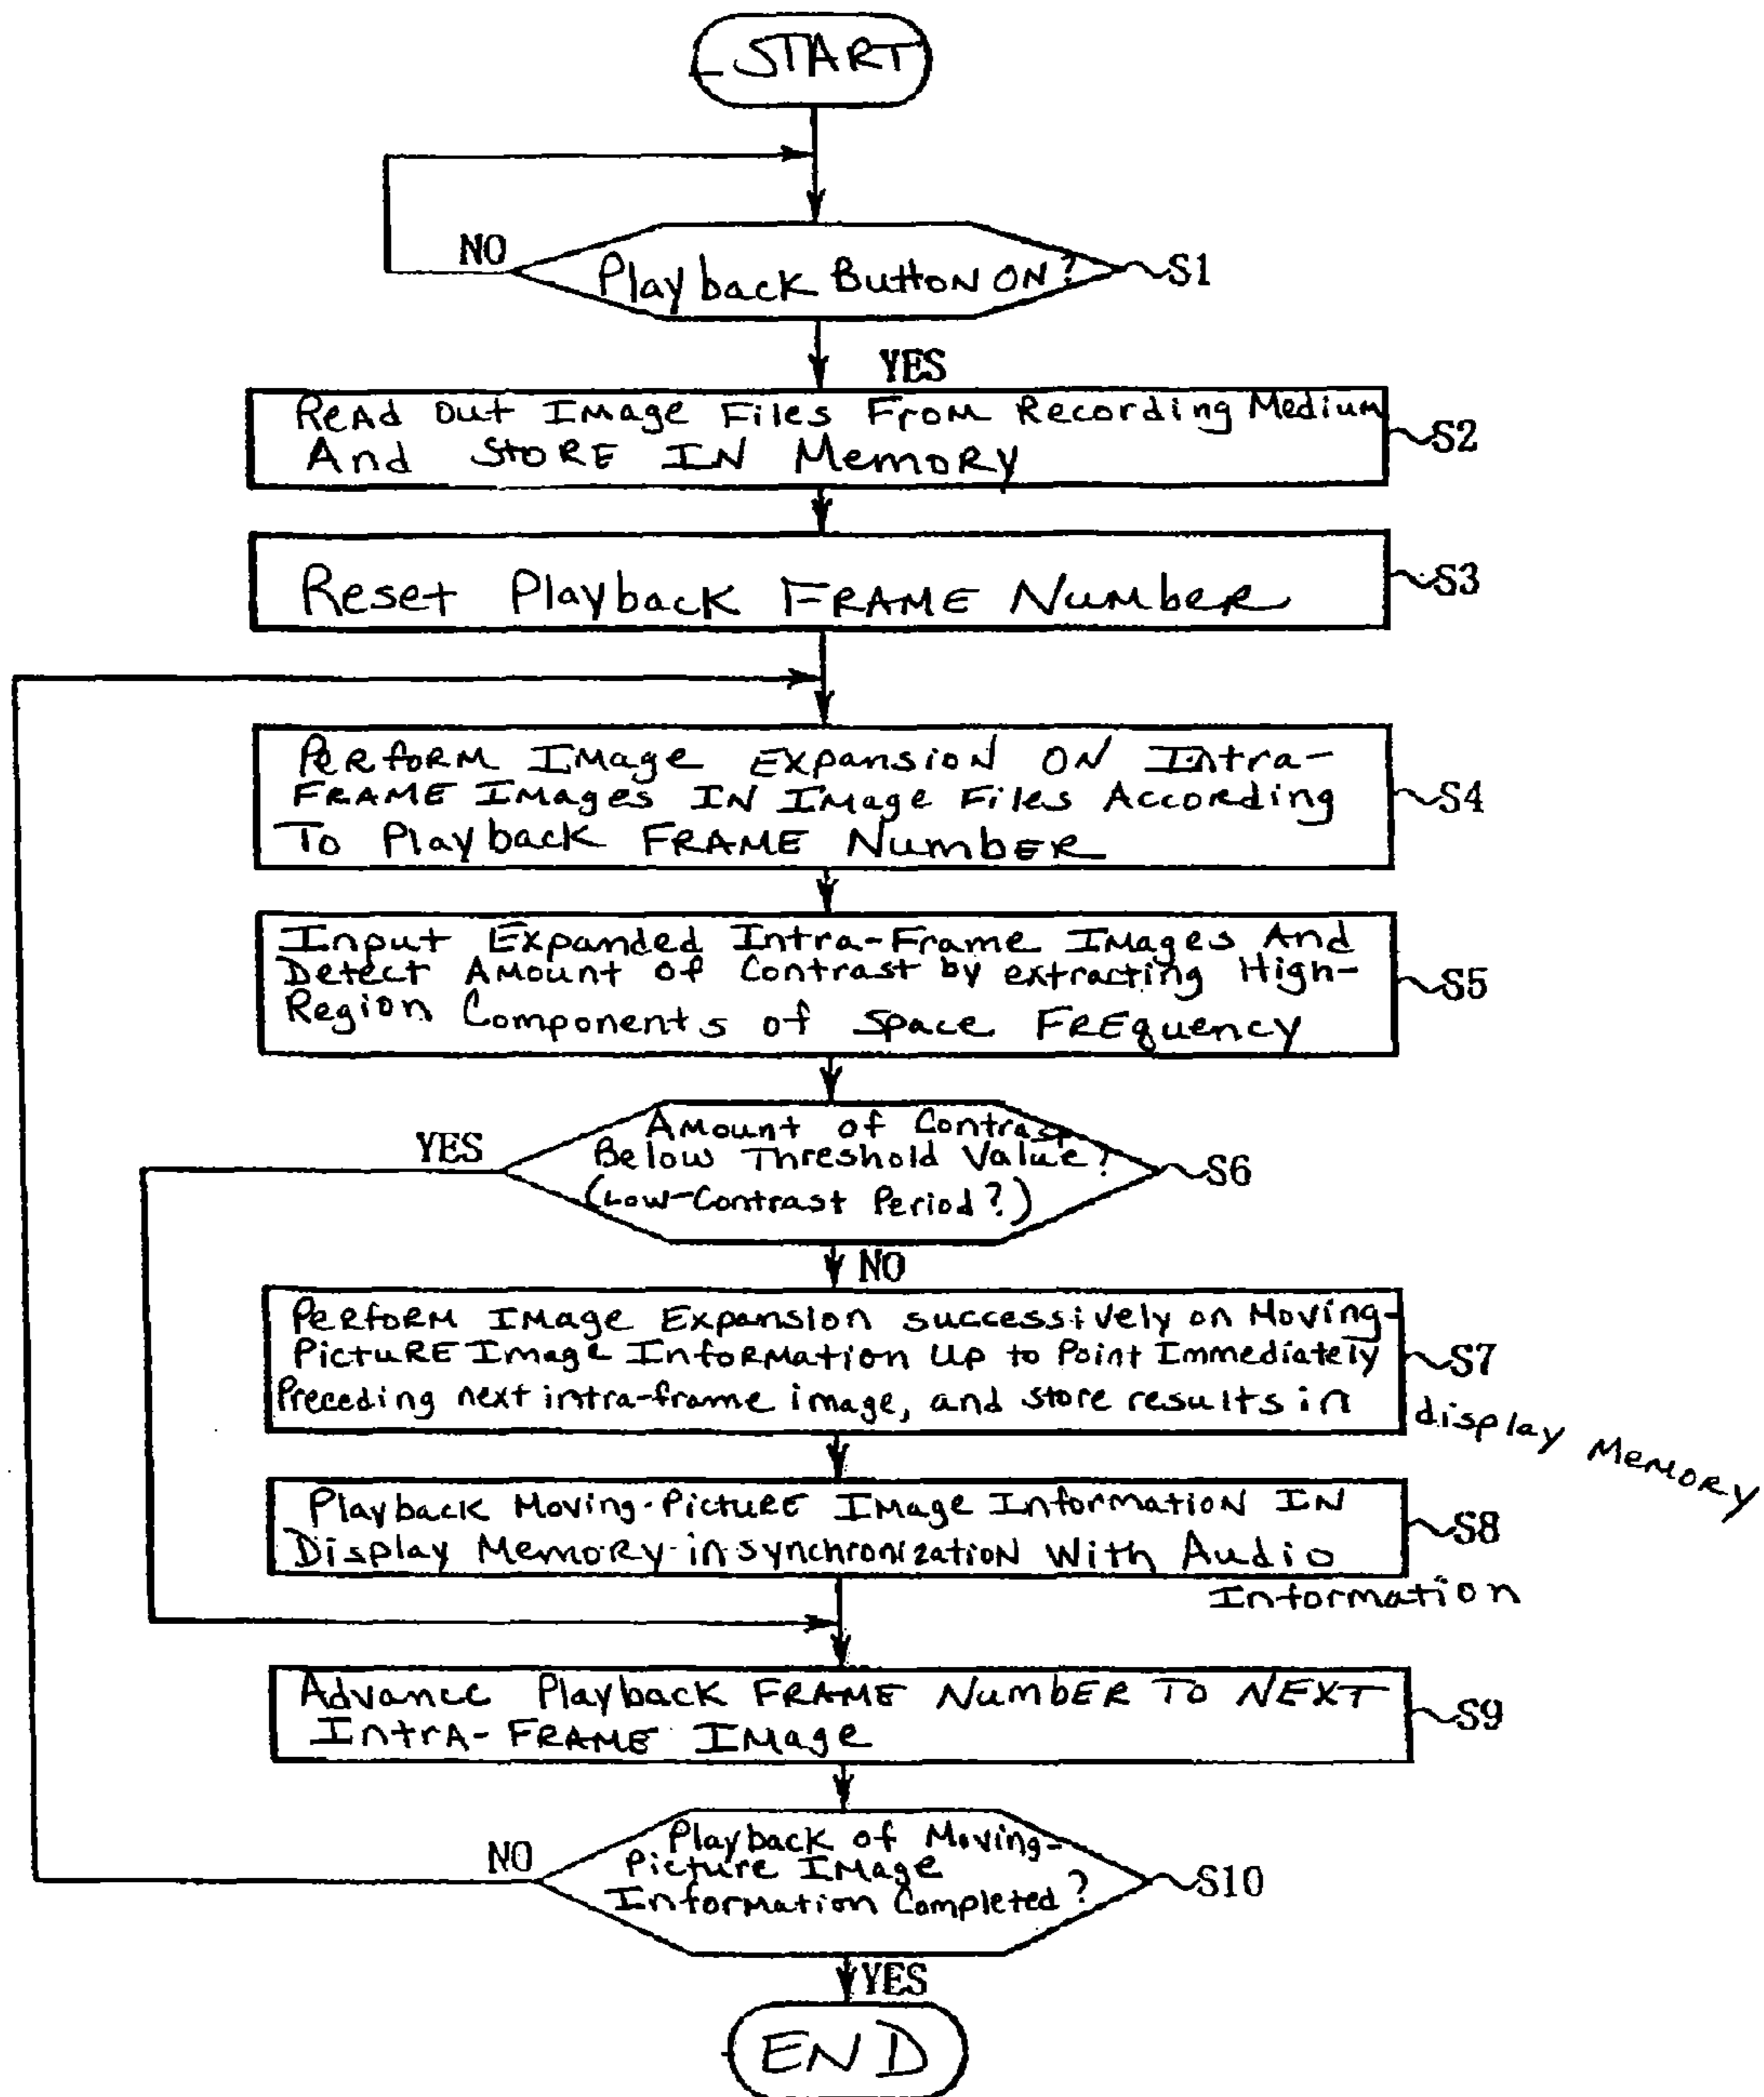 START
NO
Playback Button ON?
S1
YES
Read Out Image Files From Recording Medium
And Store In Memory
S2
Reset Playback Frame Number
S3
Perform Image Expansion On Intra-
Frame Images In Image Files According
To Playback Frame Number
S4
Input Expanded Intra-Frame Images And
Detect Amount of Contrast by extracting High-
Region Components of Space Frequency
S5
YES
Amount of Contrast
Below Threshold Value?
(Low-Contrast Period?)
S6
NO
Perform Image Expansion successively on Moving-
Picture Image Information Up to Point Immediately
Preceding next intra-frame image, and store results in
display Memory
S7
Playback Moving-Picture Image Information In
Display Memory in synchronization With Audio
Information
S8
Advance Playback Frame Number To Next
Intra-Frame Image
S9
NO
Playback of Moving-
Picture Image
Information Completed?
S10
YES
END